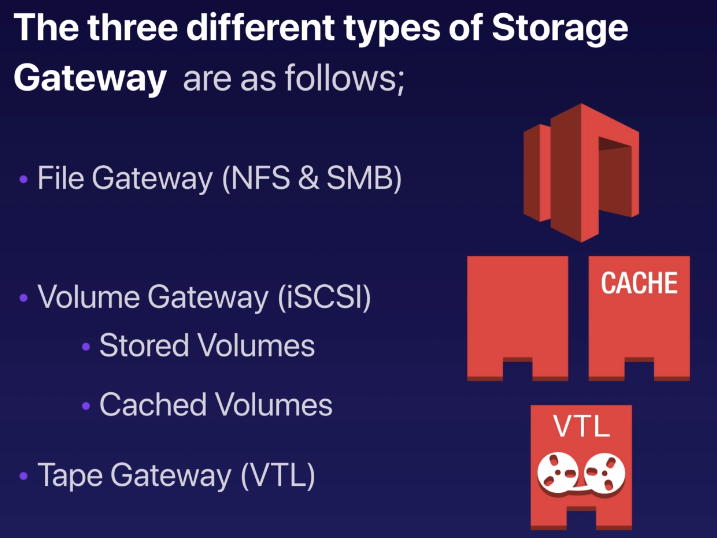 The three different types of Storage
Gateway are as follows;
• File Gateway (NFS & SMB)
• Volume Gateway (iSCSI)
• Stored Volumes
• Cached Volumes
• Tape Gateway (VTL)
CACHE
VTL